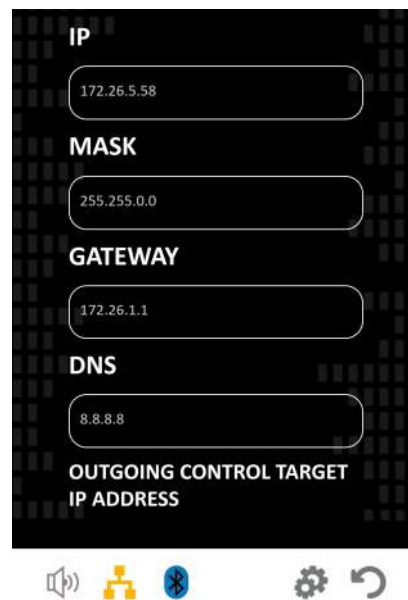 IP
172.26.5.58
MASK
255.255.0.0
GATEWAY
172.26.1.1
DNS
8.8.8.8
OUTGOING CONTROL TARGET
IP ADDRESS